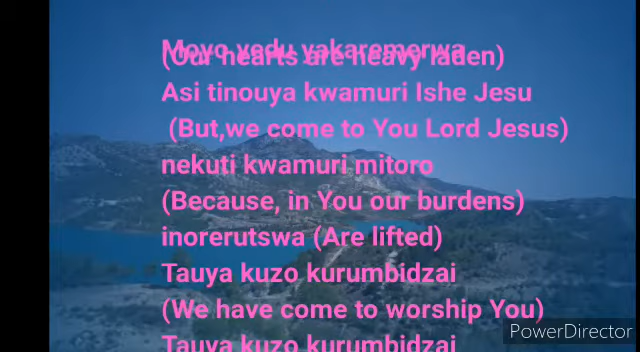 Moyo yedu yakaremerwa
(Our hearts are heavy laden)
Asi tinouya kwamuri Ishe Jesu
(But,we come to You Lord Jesus)
nekuti kwamuri mitoro
(Because, in You our burdens)
inorerutswa (Are lifted)
Tauya kuzo kurumbidzai
(We have come to worship You)
Tauya kuzo kurumbidzai
PowerDirector